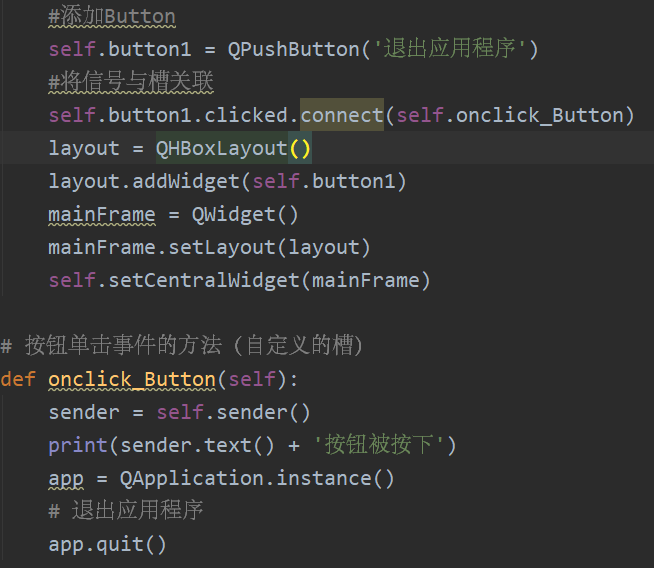 #添加Button
self.button1 = QPushButton('退出应用程序')
#将信号与槽关联
self.button1.clicked.connect(self.onclick_Button)
layout = QHBoxLayout()
layout.addWidget(self.button1)
mainFrame = QWidget()
mainFrame.setLayout(layout)
self.setCentralWidget(mainFrame)
# 按钮单击事件的方法（自定义的槽）
def onclick_Button(self):
sender = self.sender()
print(sender.text() + '按钮被按下')
app = QApplication.instance()
# 退出应用程序
app.quit()